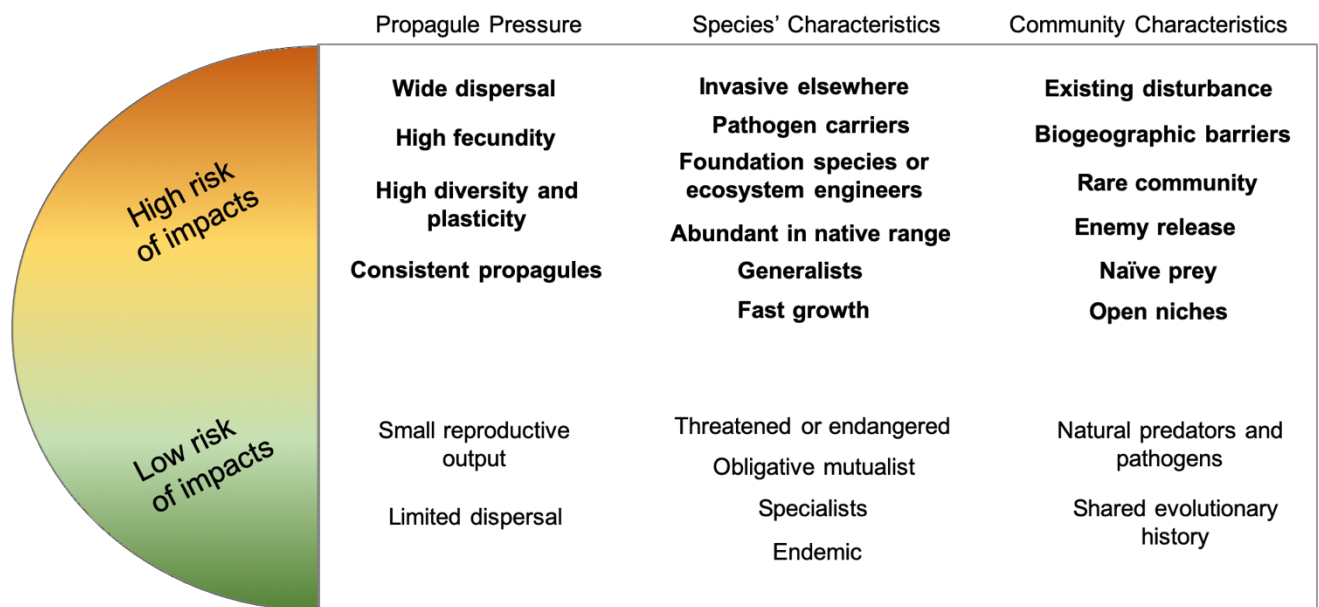 Propagule Pressure
Species’ Characteristics
Community Characteristics
High risk
of impacts
Low risk
of impacts
Wide dispersal
High fecundity
High diversity and
plasticity
Consistent propagules
Small reproductive
output
Limited dispersal
Invasive elsewhere
Pathogen carriers
Foundation species or
ecosystem engineers
Abundant in native range
Generalists
Fast growth
Threatened or endangered
Obligative mutualist
Specialists
Endemic
Existing disturbance
Biogeographic barriers
Rare community
Enemy release
Naïve prey
Open niches
Natural predators and
pathogens
Shared evolutionary
history